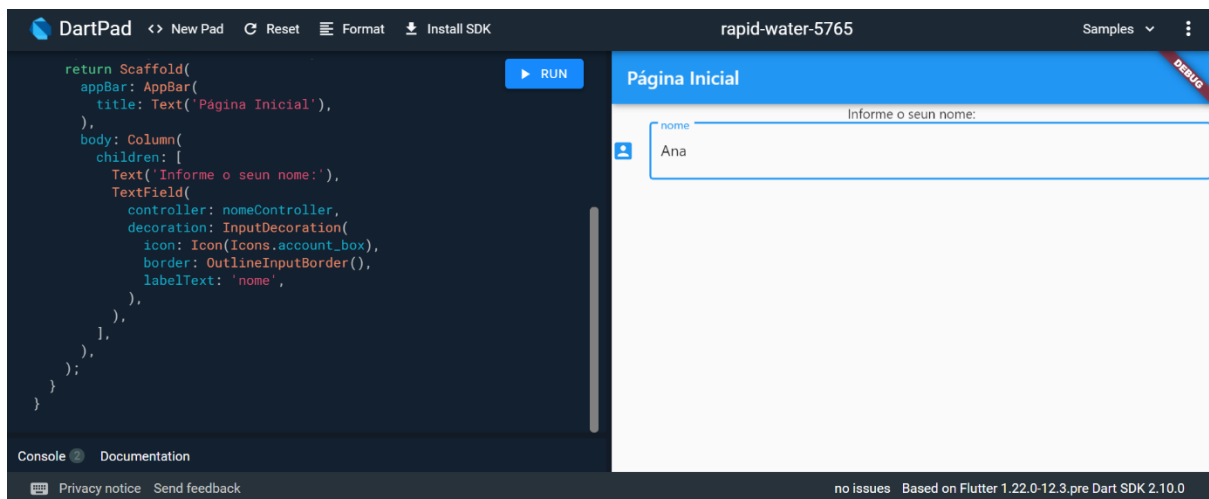 DartPad <> New Pad Reset Format Install SDK rapid-water-5765 Samples
return Scaffold(
appBar: AppBar(
title: Text('Página Inicial'),
),
body: Column(
children: [
Text('Informe o seun nome:'),
TextField(
controller: nomeController,
decoration: InputDecoration(
icon: Icon(Icons.account_box),
border: OutlineInputBorder(),
labelText: 'nome',
),
),
],
),
);
}
}
RUN
Página Inicial
DEBUG
Informe o seun nome:
nome
Ana
Console 2 Documentation
Privacy notice Send feedback
no issues Based on Flutter 1.22.0-12.3.pre Dart SDK 2.10.0